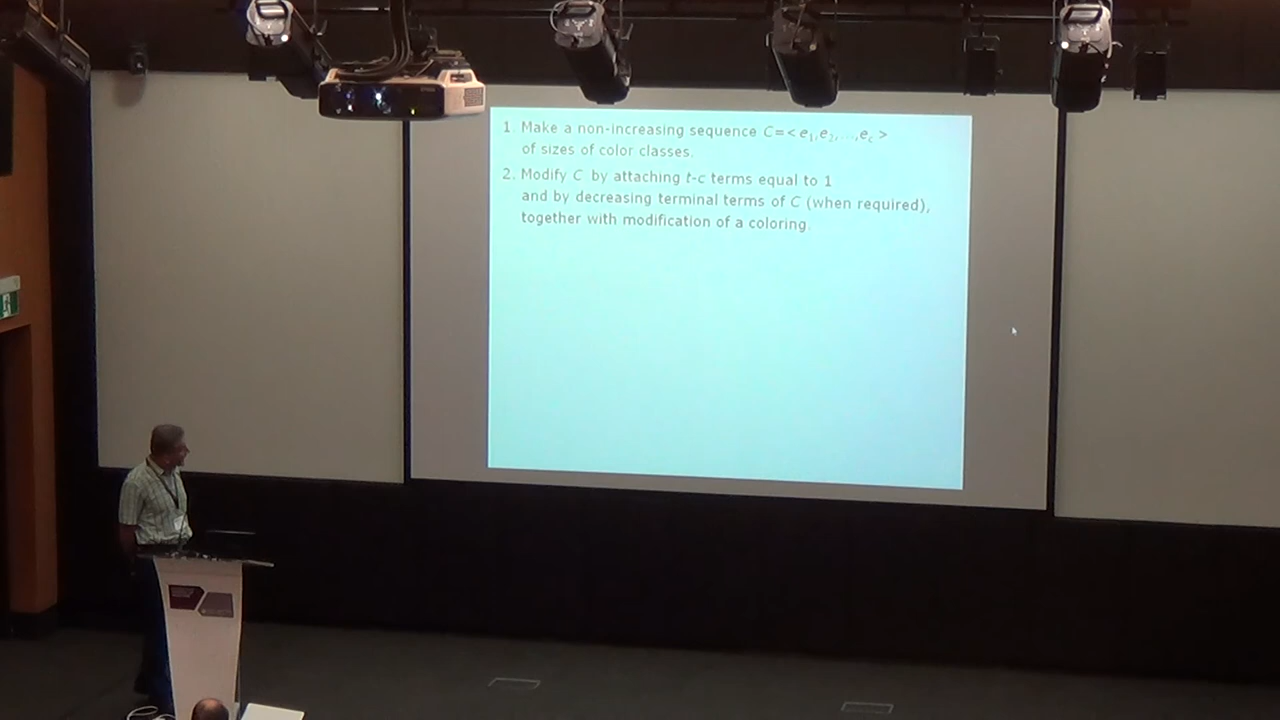 1. Make a non-increasing sequence C=<e₁,e₂,...,e_c>
of sizes of color classes.
2. Modify C by attaching t-c terms equal to 1
and by decreasing terminal terms of C (when required),
together with modification of a coloring.